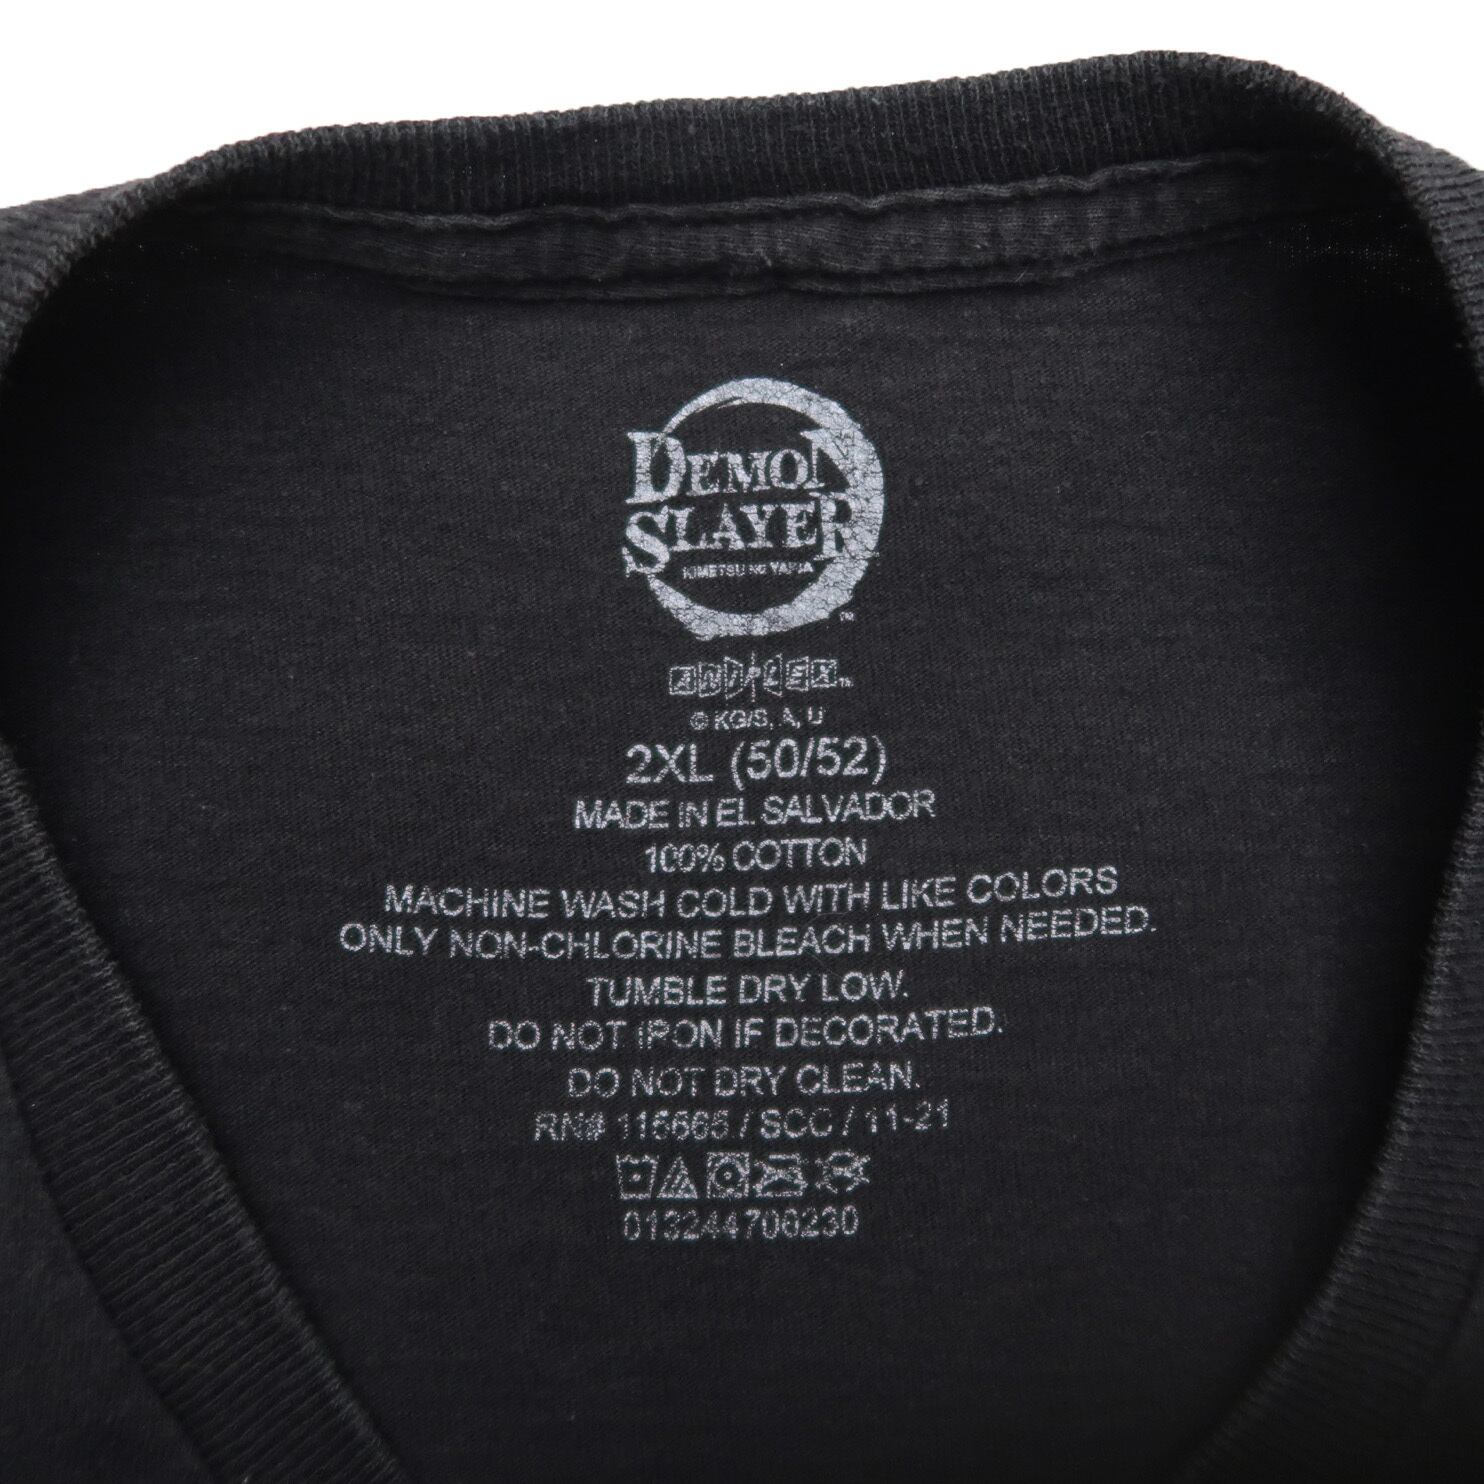 DEMON
SLAYER
KIMETSU NO YAIBA
TM
ANIPLEX
© KG/S, A, U
2XL (50/52)
MADE IN EL SALVADOR
100% COTTON
MACHINE WASH COLD WITH LIKE COLORS
ONLY NON-CHLORINE BLEACH WHEN NEEDED.
TUMBLE DRY LOW.
DO NOT IRON IF DECORATED.
DO NOT DRY CLEAN.
RN# / SCC / 11-21
013244706230